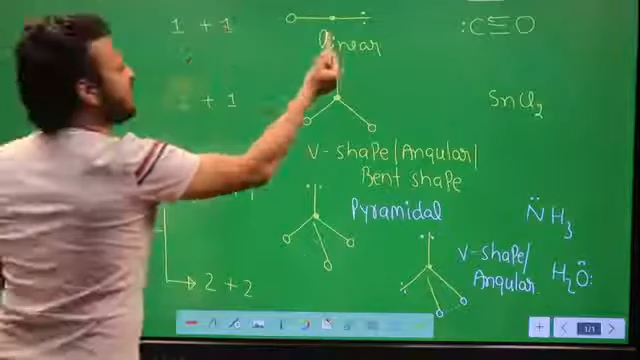 1 + 1 :C≡O
linear
+ 1 SnCl2
V-shape/Angular/
Bent shape
Pyramidal N̈H3
V-shape/
Angular H2Ö:
2 + 2
1/1